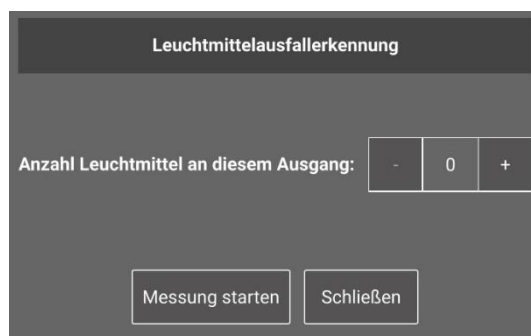 Leuchtmittelausfallerkennung
Anzahl Leuchtmittel an diesem Ausgang: - 0 +
Messung starten Schließen